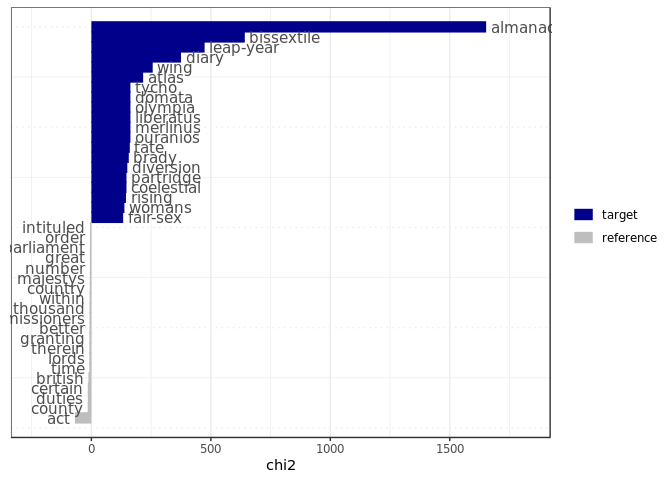 almanac
bissextile
leap-year
diary
wing
atlas
tycho
domata
olympia
liberatus
merlinus
ouranios
fate
brady
diversion
partridge
coelestial
rising
womans
fair-sex
intituled
order
parliament
great
number
majestys
country
within
thousand
missioners
better
granting
therein
lords
time
british
certain
duties
county
act
target
reference
0 500 1000 1500
chi2